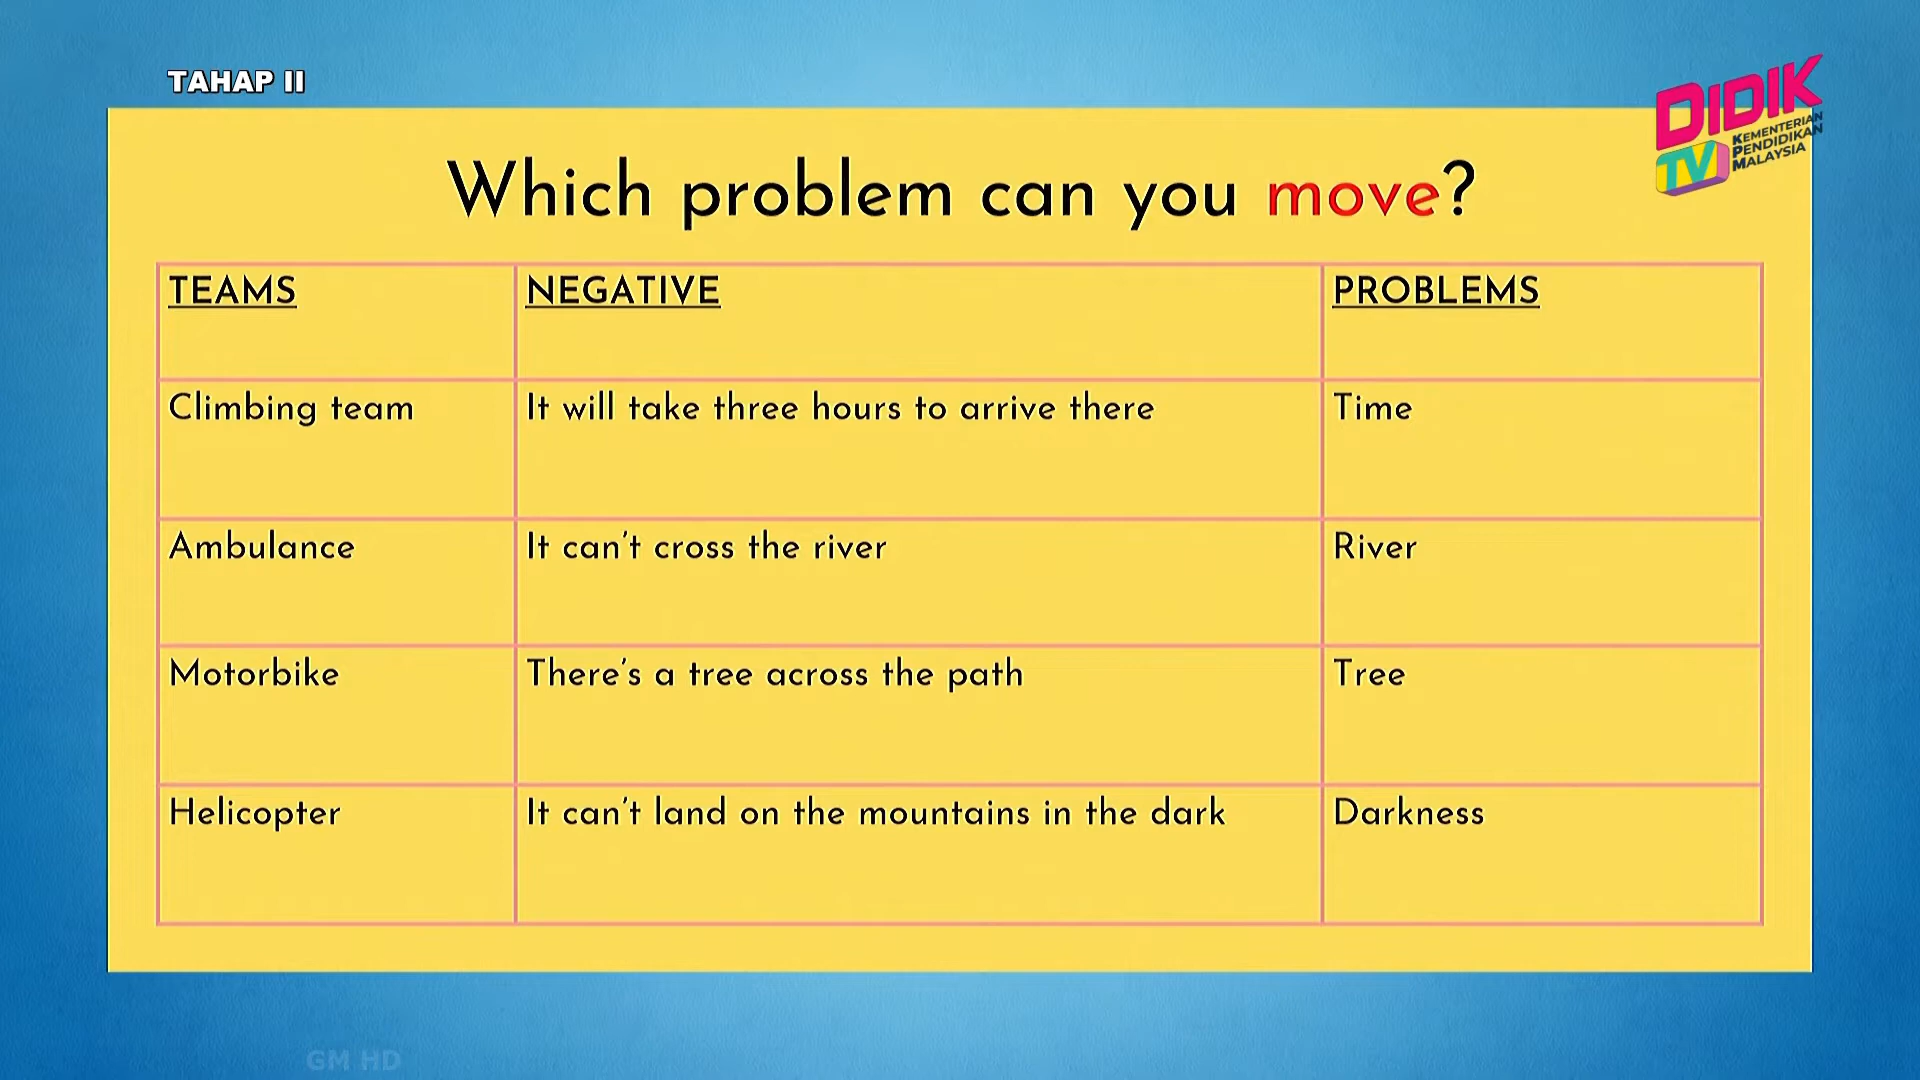 TAHAP II
DIDIK
TV
KEMENTERIAN
PENDIDIKAN
MALAYSIA
Which problem can you move?
TEAMS NEGATIVE PROBLEMS
Climbing team It will take three hours to arrive there Time
Ambulance It can't cross the river River
Motorbike There's a tree across the path Tree
Helicopter It can't land on the mountains in the dark Darkness
GM HD